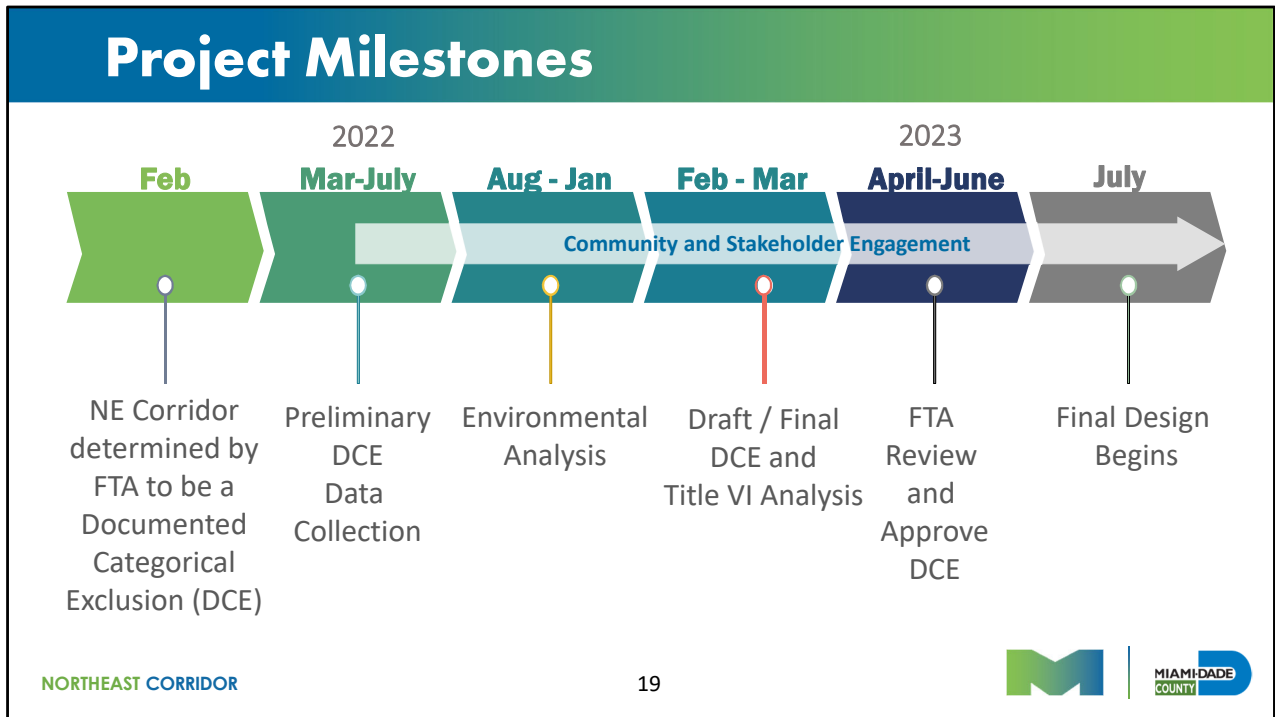 Project Milestones
2022
2023
Feb
Mar-July
Aug - Jan
Feb - Mar
April-June
July
Community and Stakeholder Engagement
NE Corridor
determined by
FTA to be a
Documented
Categorical
Exclusion (DCE)
Preliminary
DCE
Data
Collection
Environmental
Analysis
Draft / Final
DCE and
Title VI Analysis
FTA
Review
and
Approve
DCE
Final Design
Begins
NORTHEAST CORRIDOR
19
MIAMI-DADE
COUNTY